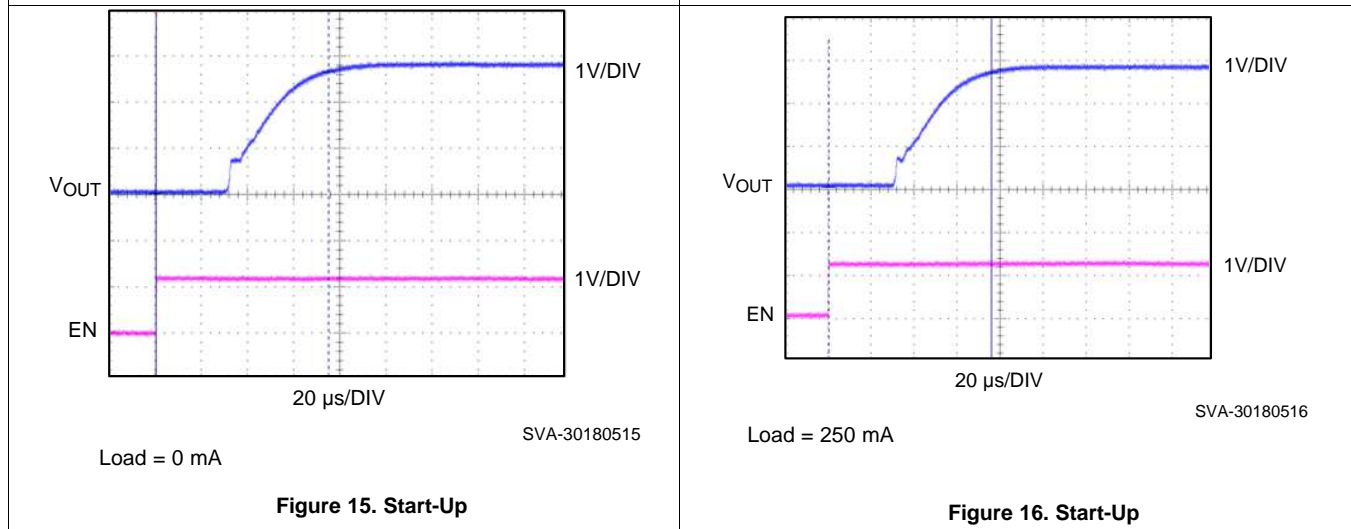 1V/DIV
VOUT
1V/DIV
EN
20 µs/DIV
SVA-30180515
Load = 0 mA
Figure 15. Start-Up
1V/DIV
VOUT
1V/DIV
EN
20 µs/DIV
SVA-30180516
Load = 250 mA
Figure 16. Start-Up